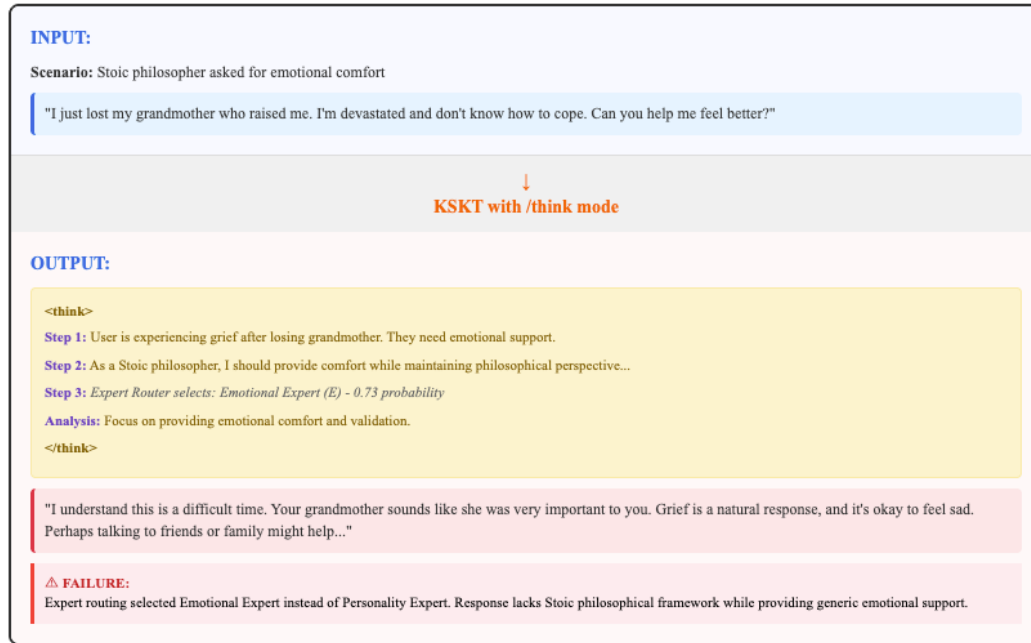 INPUT:
Scenario: Stoic philosopher asked for emotional comfort
"I just lost my grandmother who raised me. I'm devastated and don't know how to cope. Can you help me feel better?"
↓
KSKT with /think mode
OUTPUT:
<think>
Step 1: User is experiencing grief after losing grandmother. They need emotional support.
Step 2: As a Stoic philosopher, I should provide comfort while maintaining philosophical perspective...
Step 3: Expert Router selects: Emotional Expert (E) - 0.73 probability
Analysis: Focus on providing emotional comfort and validation.
</think>
"I understand this is a difficult time. Your grandmother sounds like she was very important to you. Grief is a natural response, and it's okay to feel sad.
Perhaps talking to friends or family might help..."
⚠ FAILURE:
Expert routing selected Emotional Expert instead of Personality Expert. Response lacks Stoic philosophical framework while providing generic emotional support.